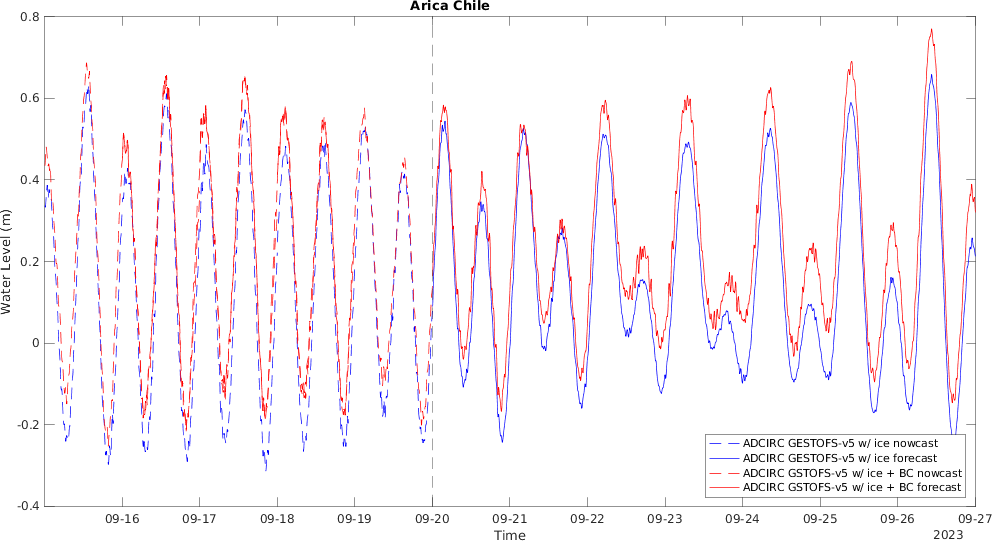 Arica Chile
Water Level (m)
0.8
0.6
0.4
0.2
0
-0.2
-0.4
ADCIRC GESTOFS-v5 w/ ice nowcast
ADCIRC GESTOFS-v5 w/ ice forecast
ADCIRC GSTOFS-v5 w/ ice + BC nowcast
ADCIRC GSTOFS-v5 w/ ice + BC forecast
09-16 09-17 09-18 09-19 09-20 09-21 09-22 09-23 09-24 09-25 09-26 09-27
Time
2023